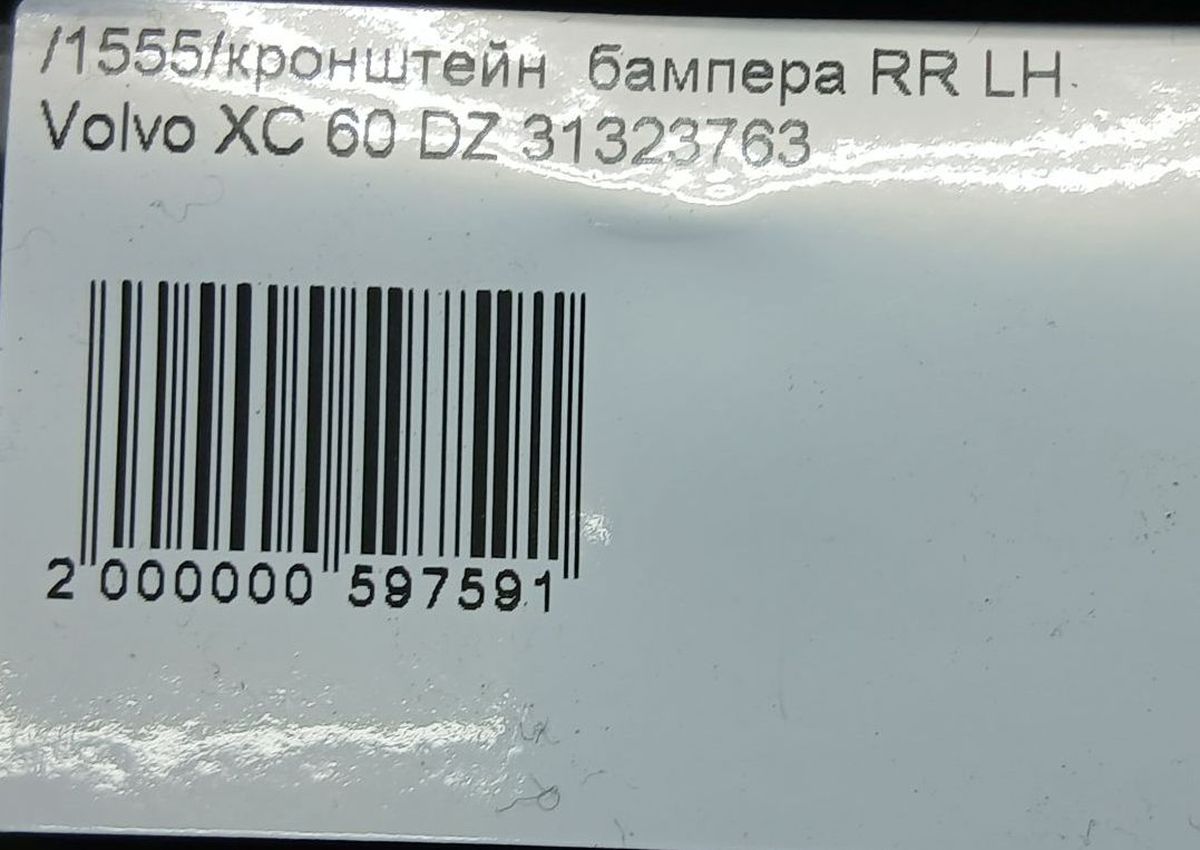 /1555/кронштейн бампера RR LH
Volvo XC 60 DZ 31323763
2 000000 597591